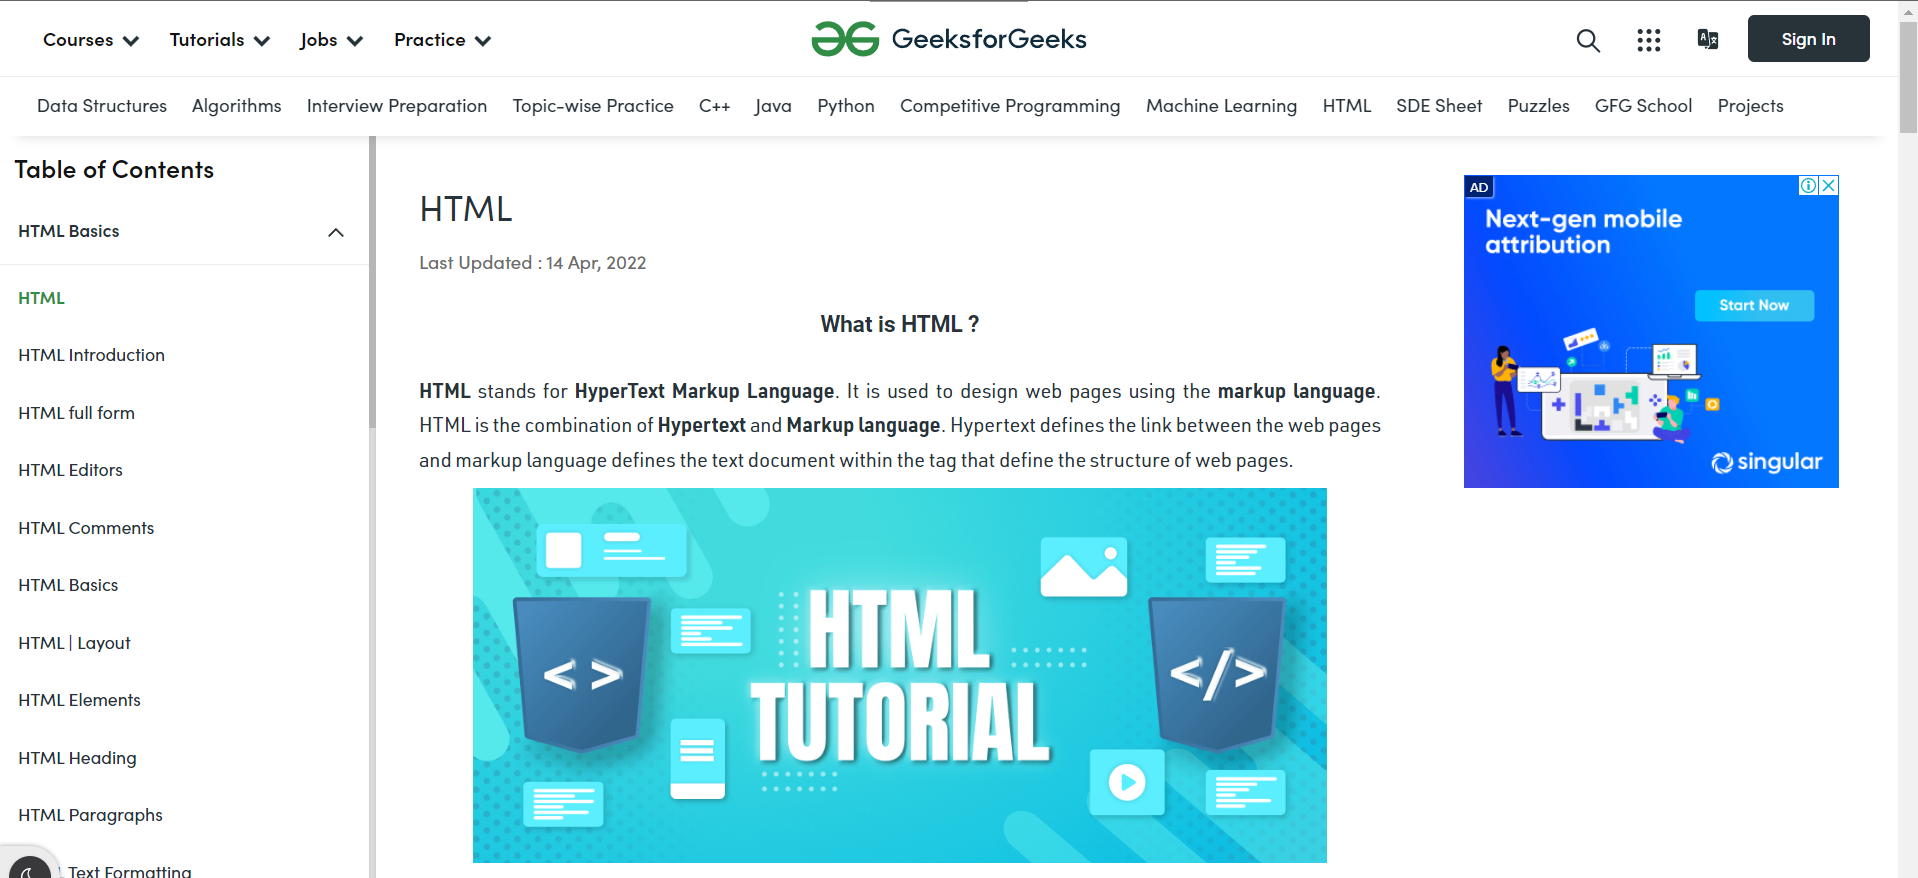 Courses Tutorials Jobs Practice GeeksforGeeks Sign In
Data Structures Algorithms Interview Preparation Topic-wise Practice C++ Java Python Competitive Programming Machine Learning HTML SDE Sheet Puzzles GFG School Projects
Table of Contents
HTML Basics
HTML
HTML Introduction
HTML full form
HTML Editors
HTML Comments
HTML Basics
HTML | Layout
HTML Elements
HTML Heading
HTML Paragraphs
Text Formatting
HTML
Last Updated : 14 Apr, 2022
What is HTML ?
HTML stands for HyperText Markup Language. It is used to design web pages using the markup language.
HTML is the combination of Hypertext and Markup language. Hypertext defines the link between the web pages
and markup language defines the text document within the tag that define the structure of web pages.
< > HTML </>
TUTORIAL
AD
Next-gen mobile
attribution
Start Now
singular